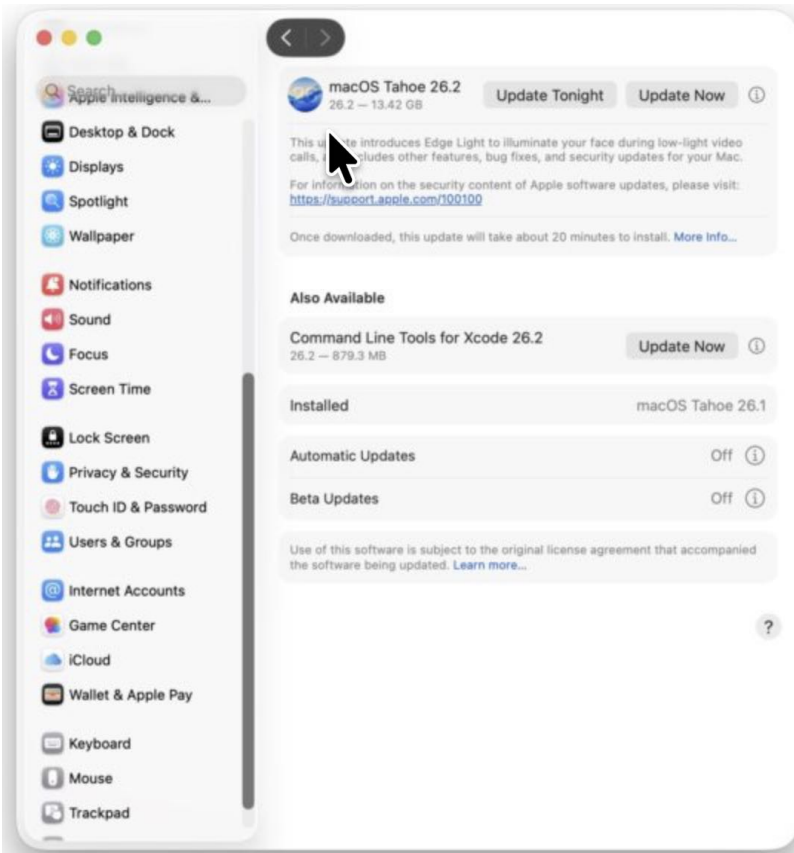 Search
Apple Intelligence &...
Desktop & Dock
Displays
Spotlight
Wallpaper
Notifications
Sound
Focus
Screen Time
Lock Screen
Privacy & Security
Touch ID & Password
Users & Groups
Internet Accounts
Game Center
iCloud
Wallet & Apple Pay
Keyboard
Mouse
Trackpad
macOS Tahoe 26.2
26.2 — 13.42 GB
Update Tonight
Update Now
This update introduces Edge Light to illuminate your face during low-light video
calls, includes other features, bug fixes, and security updates for your Mac.
For information on the security content of Apple software updates, please visit:
https://support.apple.com/100100
Once downloaded, this update will take about 20 minutes to install. More Info...
Also Available
Command Line Tools for Xcode 26.2
26.2 — 879.3 MB
Update Now
Installed
macOS Tahoe 26.1
Automatic Updates
Off
Beta Updates
Off
Use of this software is subject to the original license agreement that accompanied
the software being updated. Learn more...
?